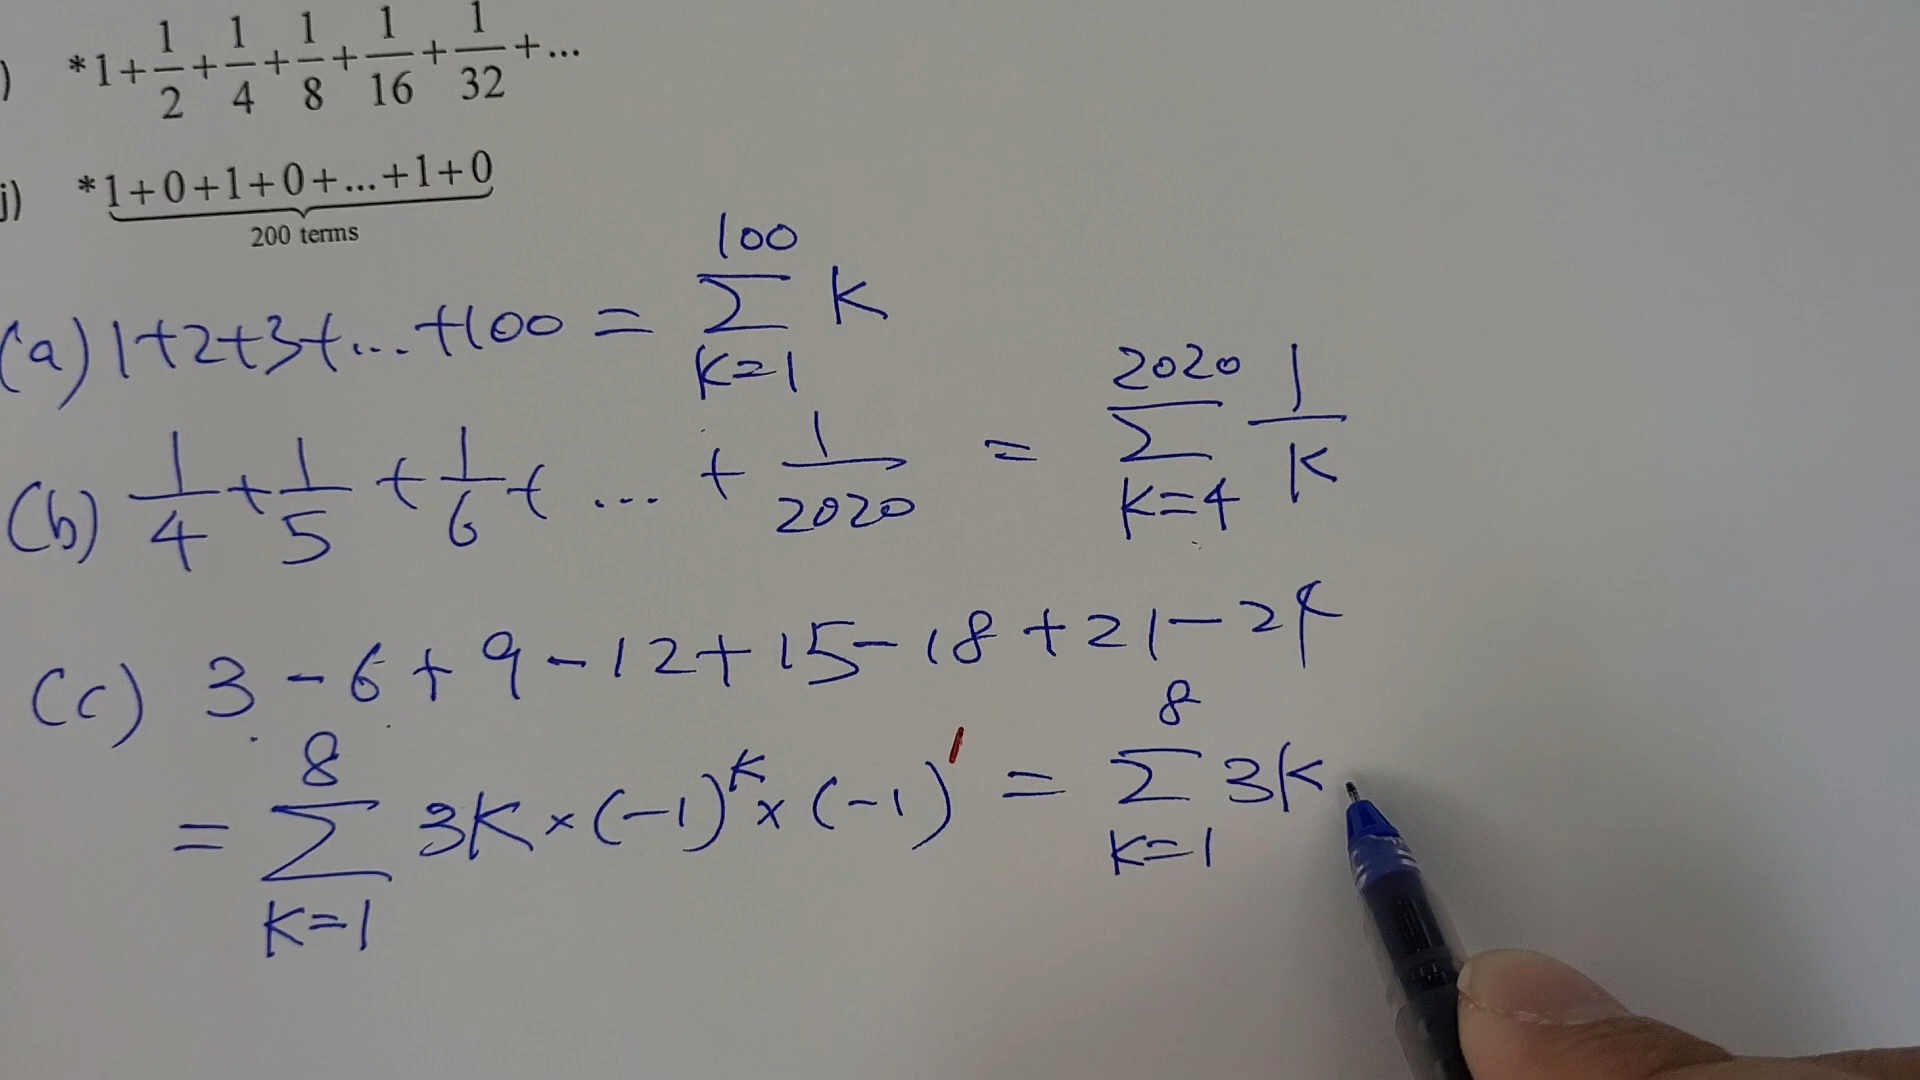 ) *1+1/2+1/4+1/8+1/16+1/32+...
j) *1+0+1+0+...+1+0
200 terms
(a) 1+2+3+...+100 = 100 Σ K=1 K
(b) 1/4+1/5+1/6+...+1/2020 = 2020 Σ K=4 1/K
(c) 3-6+9-12+15-18+21-24
= 8 Σ K=1 3K×(-1)^K×(-1)^1 = 8 Σ K=1 3K